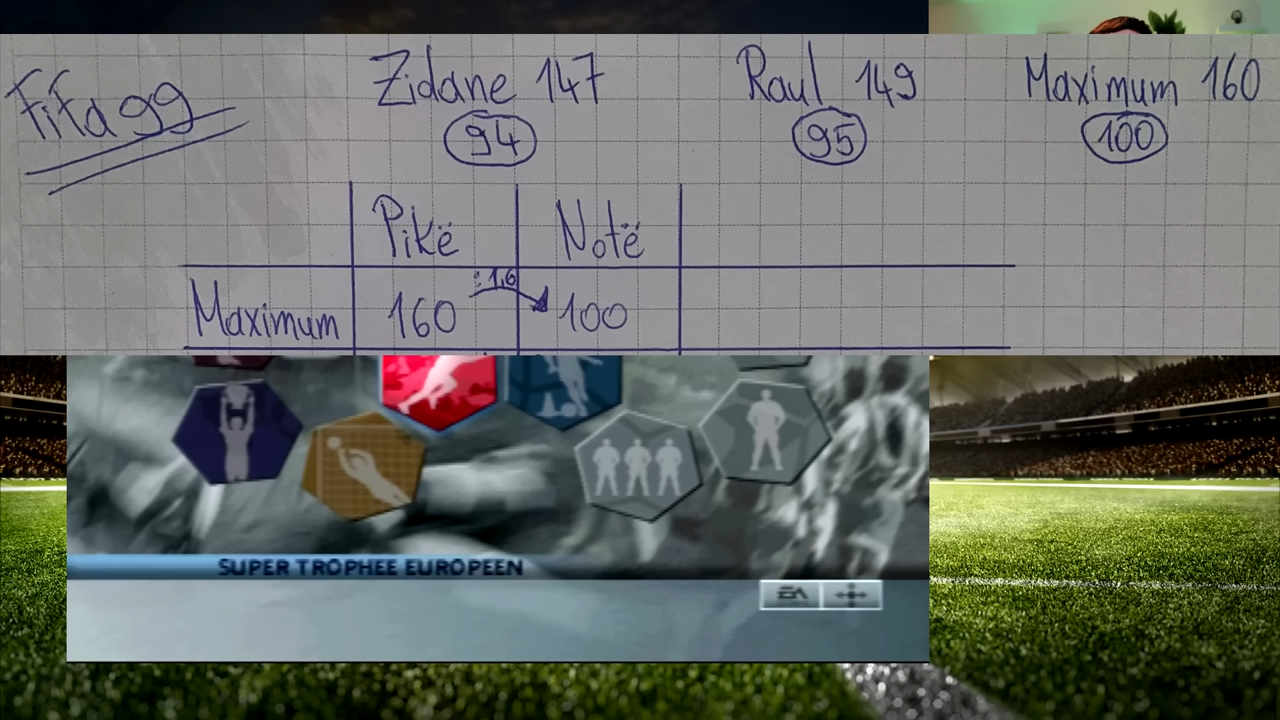 Fifa 99
Zidane 147
94
Raul 149
95
Maximum 160
100
Pikë
Notë
: 1,6
Maximum
160
100
SUPER TROPHEE EUROPEEN
EA